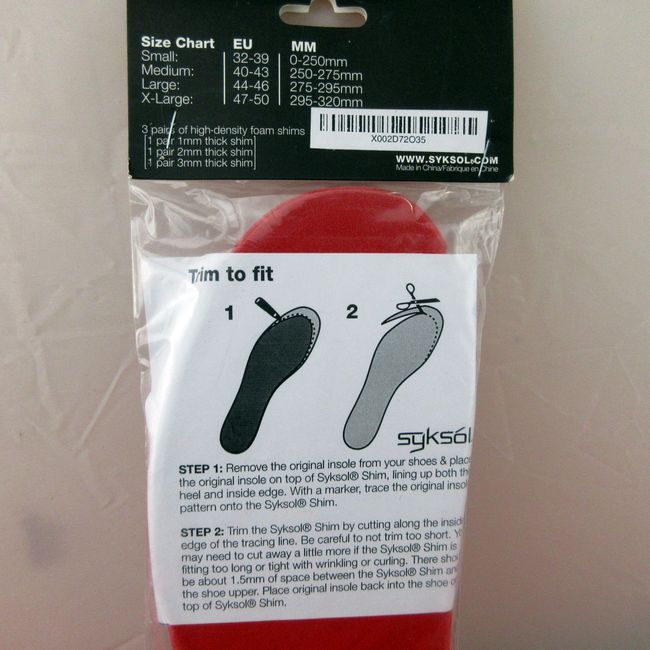 Size Chart EU MM
Small: 32-39 0-250mm
Medium: 40-43 250-275mm
Large: 44-46 275-295mm
X-Large: 47-50 295-320mm
3 pairs of high-density foam shims
1 pair 1mm thick shim
1 pair 2mm thick shim
1 pair 3mm thick shim
X002D72O35
WWW.SYKSOL.COM
Made in China/Fabrique en Chine
Trim to fit
1 2
syksól
STEP 1: Remove the original insole from your shoes & place
the original insole on top of Syksol® Shim, lining up both the
heel and inside edge. With a marker, trace the original insol
pattern onto the Syksol® Shim.
STEP 2: Trim the Syksol® Shim by cutting along the inside
edge of the tracing line. Be careful to not trim too short. Yo
may need to cut away a little more if the Syksol® Shim is
fitting too long or tight with wrinkling or curling. There shou
be about 1.5mm of space between the Syksol® Shim and
the shoe upper. Place original insole back into the shoe o
top of Syksol® Shim.